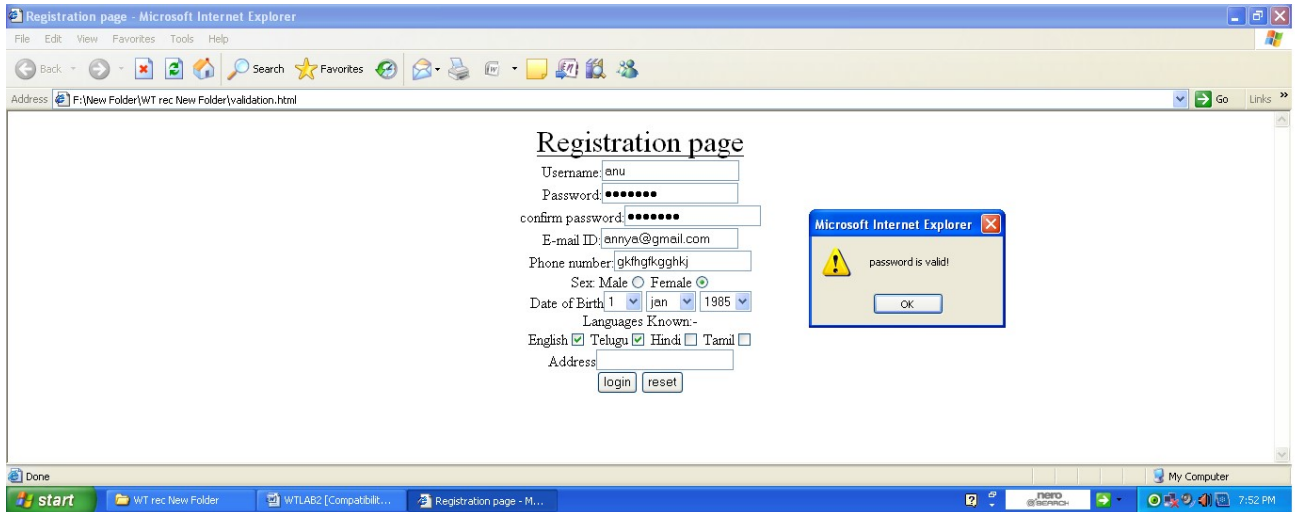 Registration page - Microsoft Internet Explorer
File Edit View Favorites Tools Help
Back Search Favorites
Address F:\New Folder\WT rec New Folder\validation.html Go Links »
Registration page
Username: anu
Password: •••••••
confirm password: •••••••
E-mail ID: annya@gmail.com
Phone number: gkfhgfkgghkj
Sex: Male Female
Date of Birth 1 jan 1985
Languages Known:-
English Telugu Hindi Tamil
Address
login reset
Microsoft Internet Explorer
password is valid!
OK
Done My Computer
start WT rec New Folder WTLAB2 [Compatibilit... Registration page - M... nero SEARCH 7:52 PM